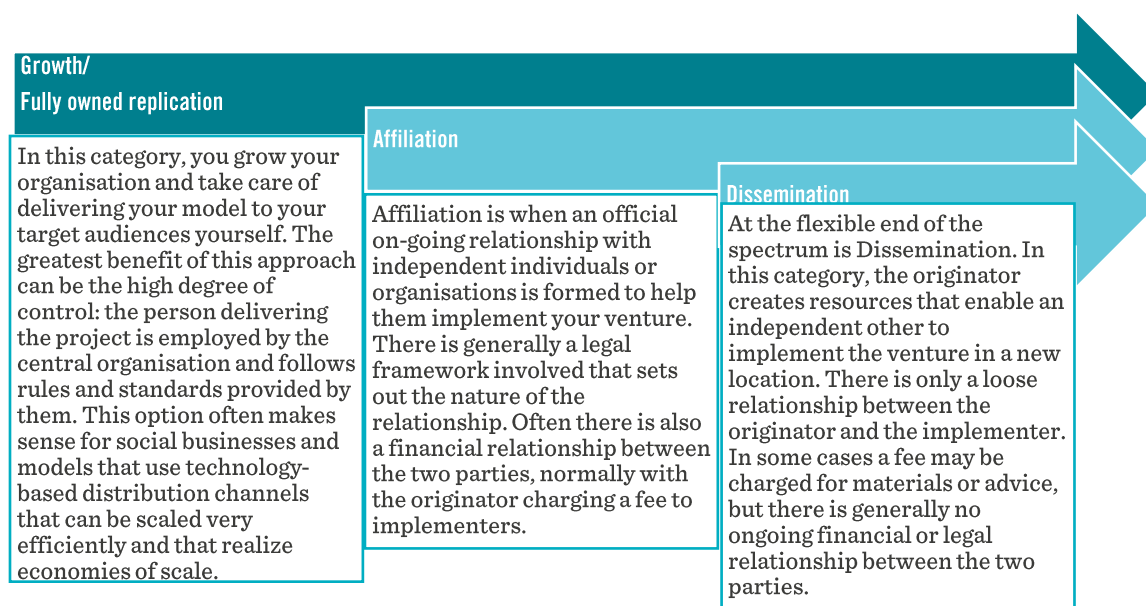 Growth/
Fully owned replication
In this category, you grow your
organisation and take care of
delivering your model to your
target audiences yourself. The
greatest benefit of this approach
can be the high degree of
control: the person delivering
the project is employed by the
central organisation and follows
rules and standards provided by
them. This option often makes
sense for social businesses and
models that use technology-
based distribution channels
that can be scaled very
efficiently and that realize
economies of scale.
Affiliation
Affiliation is when an official
on-going relationship with
independent individuals or
organisations is formed to help
them implement your venture.
There is generally a legal
framework involved that sets
out the nature of the
relationship. Often there is also
a financial relationship between
the two parties, normally with
the originator charging a fee to
implementers.
Dissemination
At the flexible end of the
spectrum is Dissemination. In
this category, the originator
creates resources that enable an
independent other to
implement the venture in a new
location. There is only a loose
relationship between the
originator and the implementer.
In some cases a fee may be
charged for materials or advice,
but there is generally no
ongoing financial or legal
relationship between the two
parties.